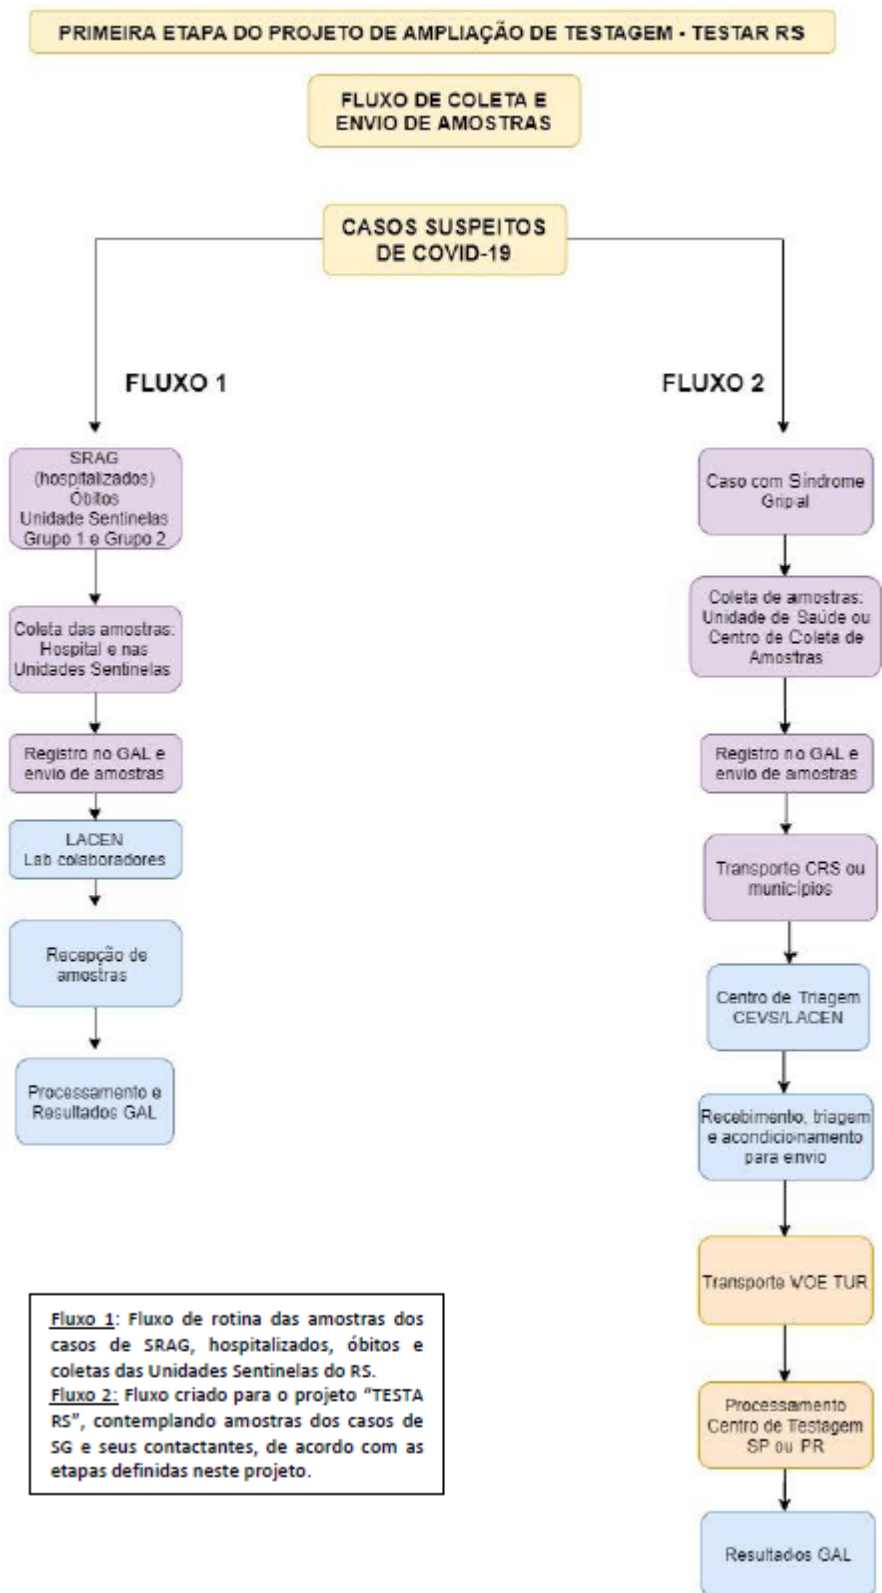 PRIMEIRA ETAPA DO PROJETO DE AMPLIAÇÃO DE TESTAGEM - TESTAR RS
FLUXO DE COLETA E
ENVIO DE AMOSTRAS
CASOS SUSPEITOS
DE COVID-19
FLUXO 1
SRAG
(hospitalizados)
Óbitos
Unidade Sentinelas
Grupo 1 e Grupo 2
Coleta das amostras:
Hospital e nas
Unidades Sentinelas
Registro no GAL e
envio de amostras
LACEN
Lab colaboradores
Recepção de
amostras
Processamento e
Resultados GAL
FLUXO 2
Caso com Síndrome
Gripal
Coleta de amostras:
Unidade de Saúde ou
Centro de Coleta de
Amostras
Registro no GAL e
envio de amostras
Transporte CRS ou
municípios
Centro de Triagem
CEVS/LACEN
Recebimento, triagem
e acondicionamento
para envio
Transporte WOE TUR
Processamento
Centro de Testagem
SP ou PR
Resultados GAL
Fluxo 1: Fluxo de rotina das amostras dos
casos de SRAG, hospitalizados, óbitos e
coletas das Unidades Sentinelas do RS.
Fluxo 2: Fluxo criado para o projeto “TESTA
RS”, contemplando amostras dos casos de
SG e seus contactantes, de acordo com as
etapas definidas neste projeto.